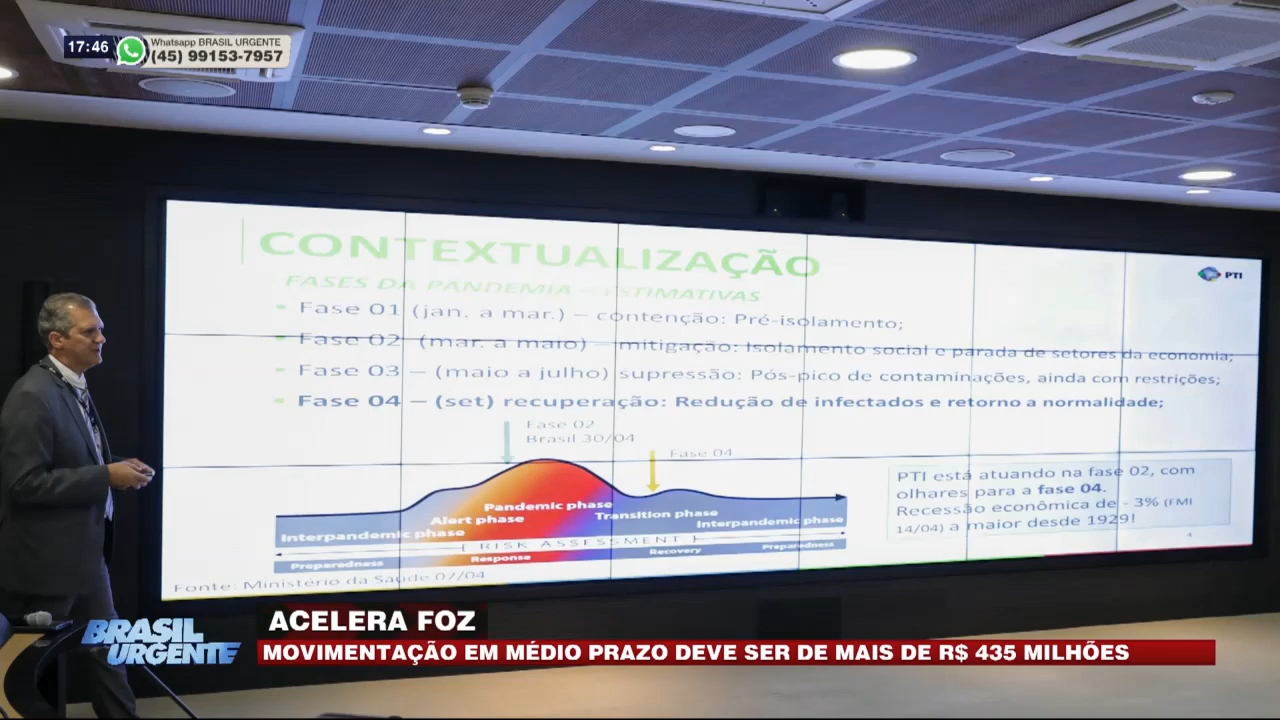 17:46
Whatsapp BRASIL URGENTE
(45) 99153-7957
CONTEXTUALIZAÇÃO
PTI
FASES DA PANDEMIA – ESTIMATIVAS
Fase 01 (jan. a mar.) – contenção: Pré-isolamento;
Fase 02 (mar. a maio) – mitigação: Isolamento social e parada de setores da economia;
Fase 03 – (maio a julho) supressão: Pós-pico de contaminações, ainda com restrições;
Fase 04 – (set) recuperação: Redução de infectados e retorno a normalidade;
Fase 02
Brasil 30/04
Fase 04
PTI está atuando na fase 02, com
olhares para a fase 04.
Recessão econômica de - 3% (FMI
14/04) a maior desde 1929!
Pandemic phase
Alert phase
Transition phase
Interpandemic phase
Interpandemic phase
[ RISK ASSESSMENT ]
Preparedness
Response
Recovery
Preparedness
4
Fonte: Ministério da Saúde 07/04
BRASIL
URGENTE
ACELERA FOZ
MOVIMENTAÇÃO EM MÉDIO PRAZO DEVE SER DE MAIS DE R$ 435 MILHÕES